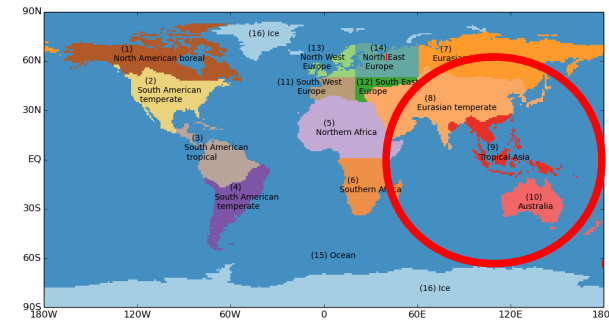 90N
60N
30N
EQ
30S
60S
90S
180W
120W
60W
0
60E
120E
180
(16) Ice
(1)
North American boreal
(2)
South American
temperate
(3)
South American
tropical
(4)
South American
temperate
(13)
North West
Europe
(14)
North East
Europe
(11) South West
Europe
(12) South East
Europe
(5)
Northern Africa
(6)
Southern Africa
(7)
(8)
Eurasian temperate
(9)
Tropical Asia
(10)
Australia
(15) Ocean
(16) Ice